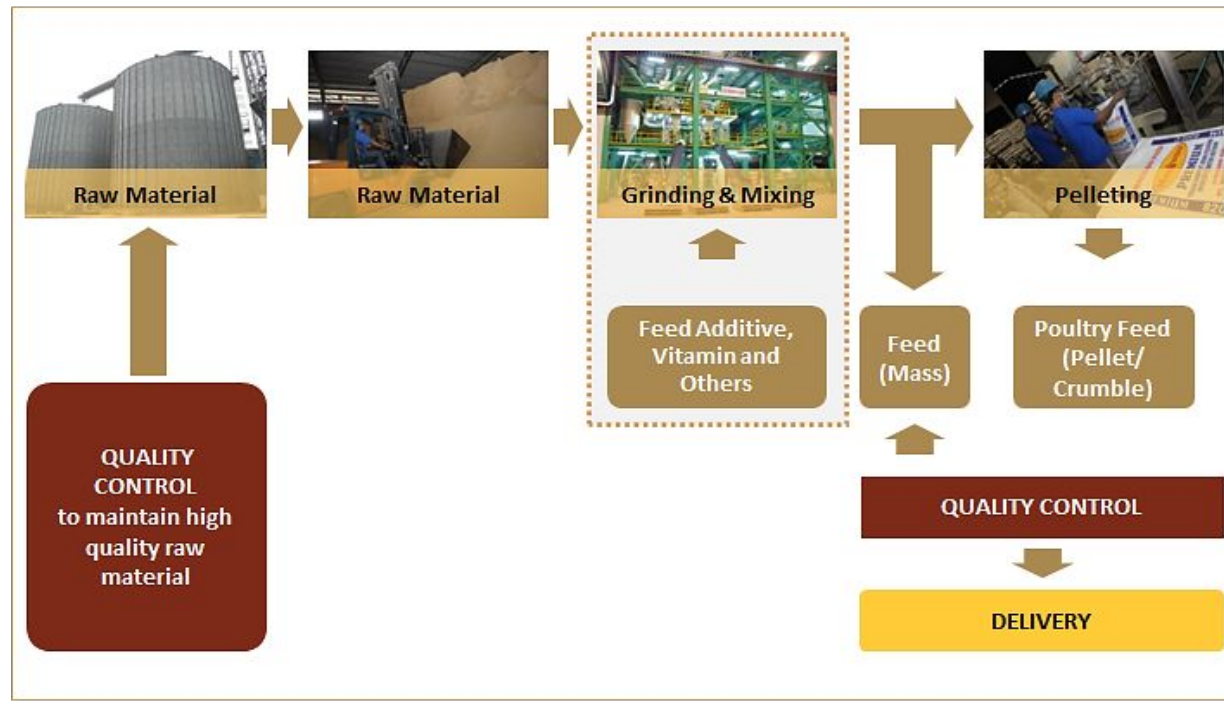 Raw Material
Raw Material
Grinding & Mixing
Pelleting
PREMIUM
Feed Additive,
Vitamin and
Others
Feed
(Mass)
Poultry Feed
(Pellet/
Crumble)
QUALITY
CONTROL
to maintain high
quality raw
material
QUALITY CONTROL
DELIVERY